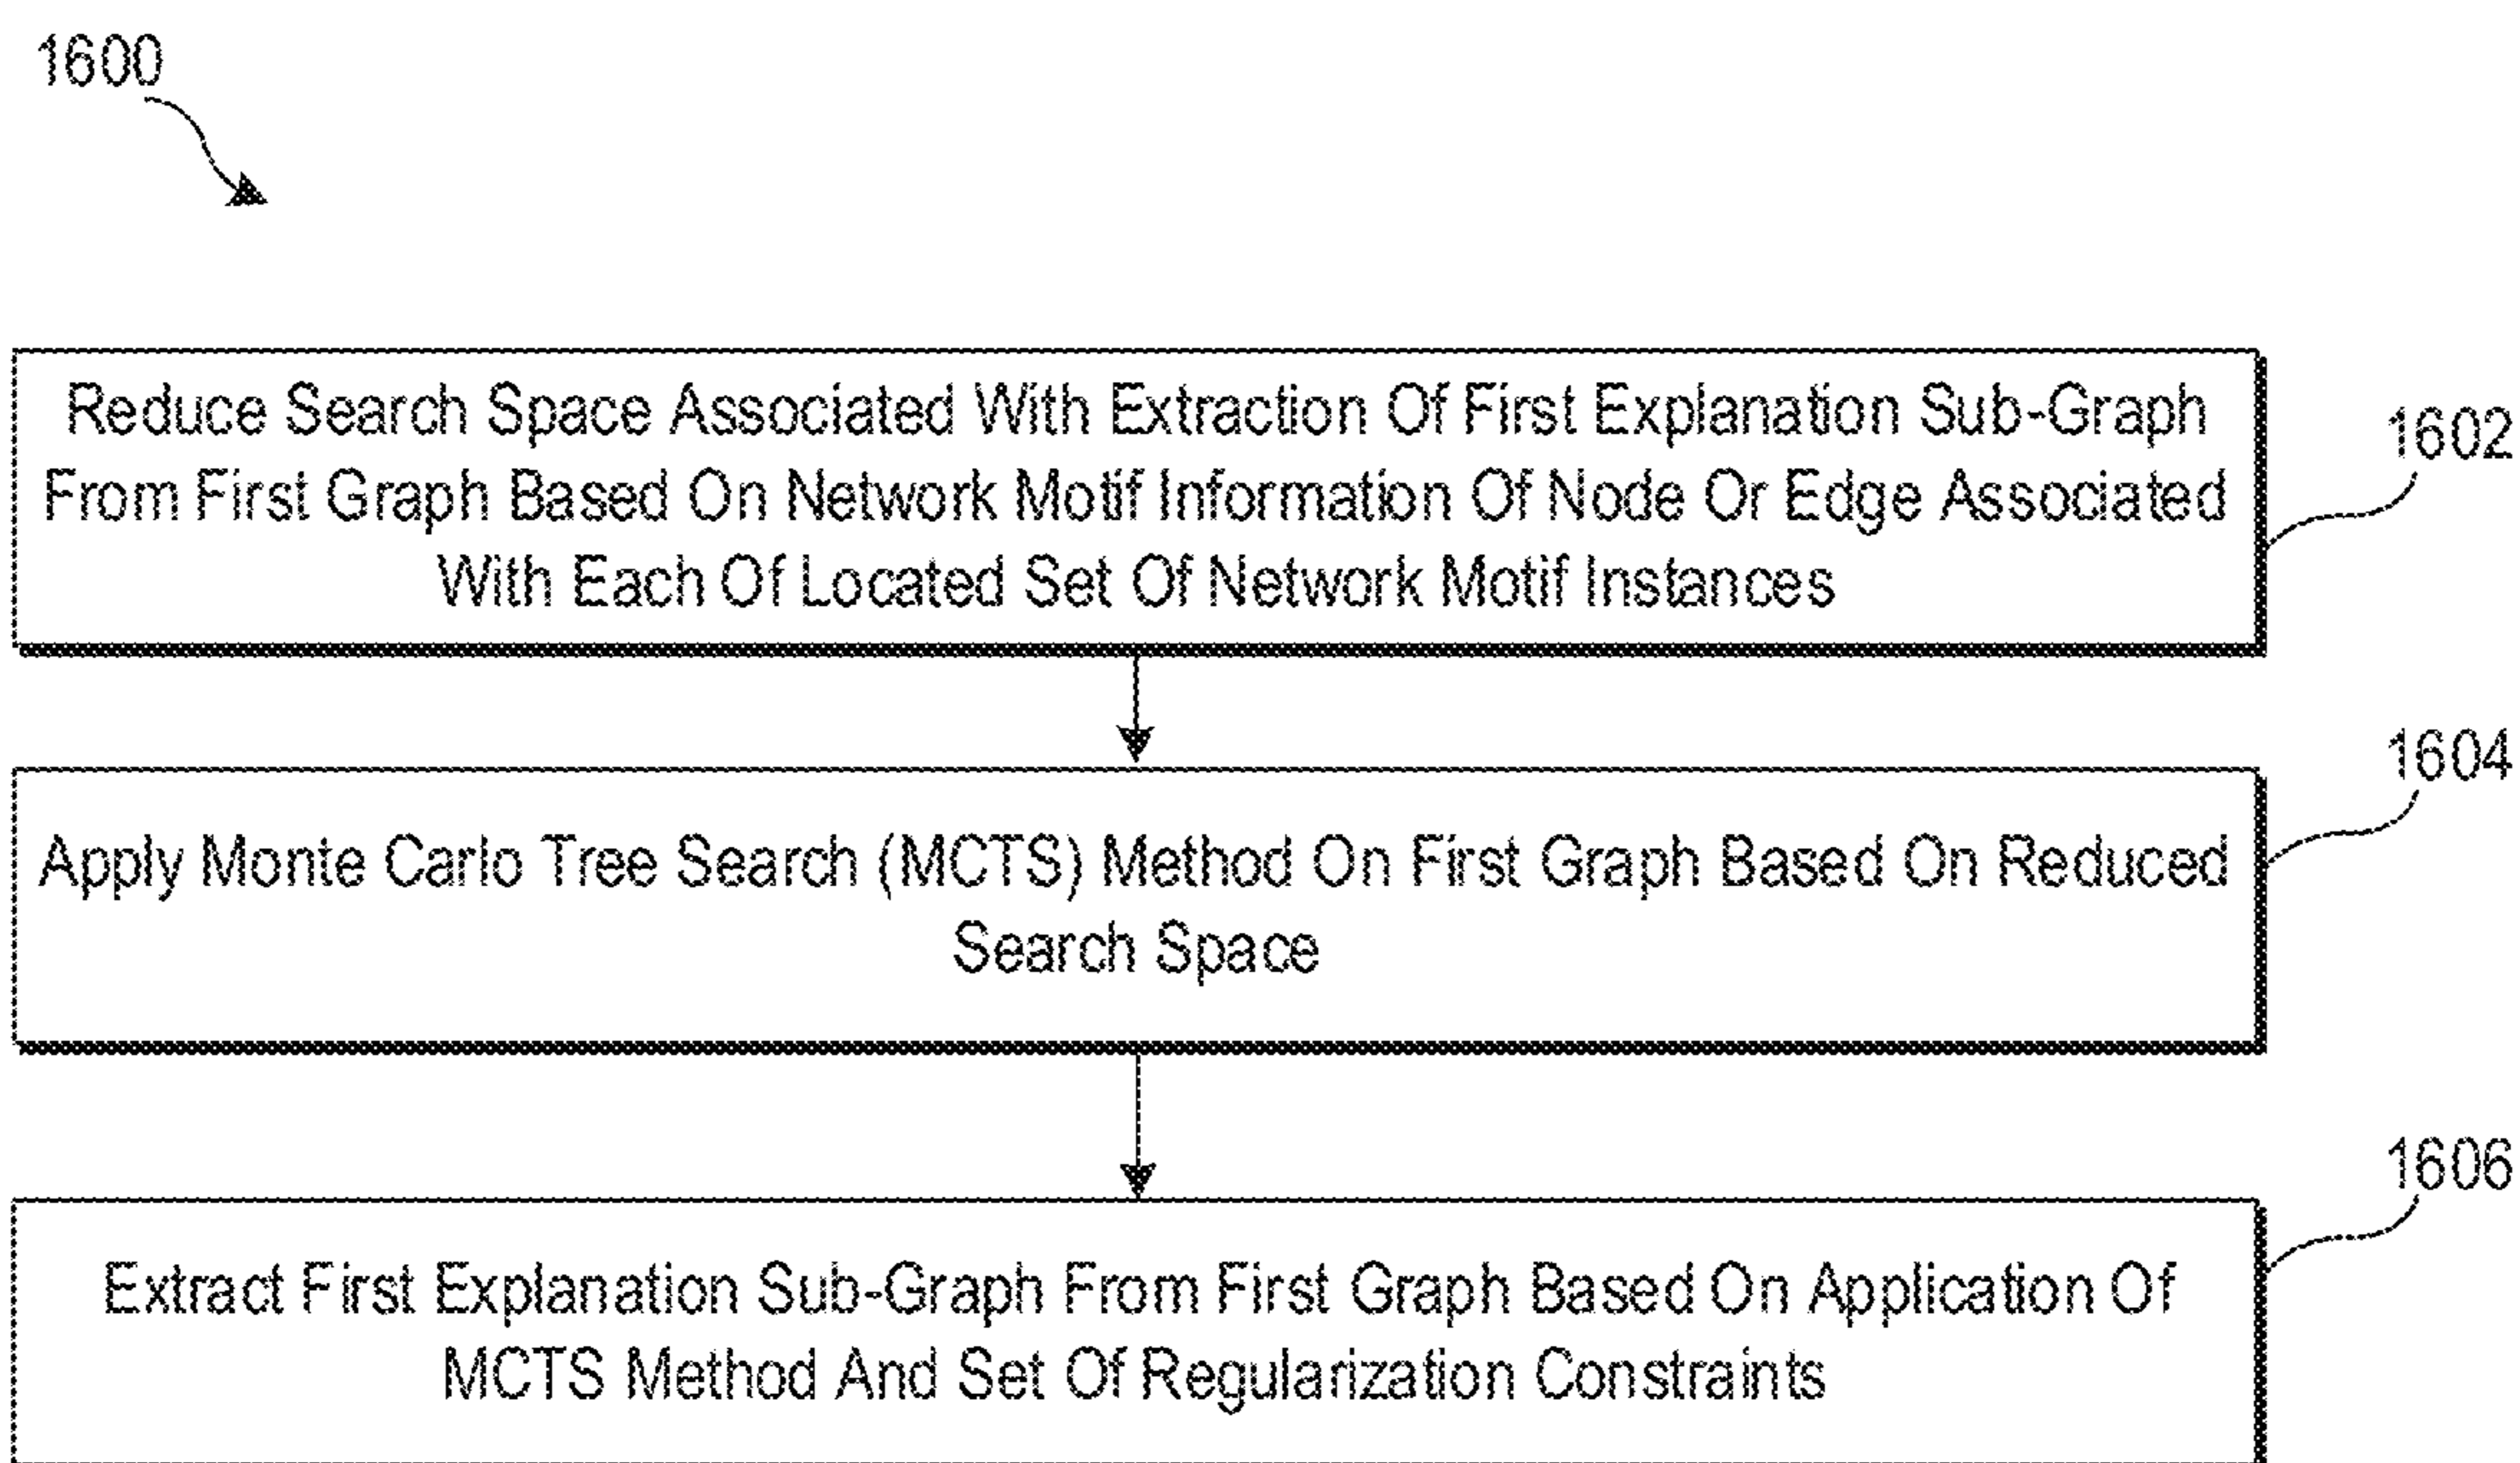 1600
Reduce Search Space Associated With Extraction Of First Explanation Sub-Graph
From First Graph Based On Network Motif Information Of Node Or Edge Associated
With Each Of Located Set Of Network Motif Instances
1602
Apply Monte Carlo Tree Search (MCTS) Method On First Graph Based On Reduced
Search Space
1604
Extract First Explanation Sub-Graph From First Graph Based On Application Of
MCTS Method And Set Of Regularization Constraints
1606